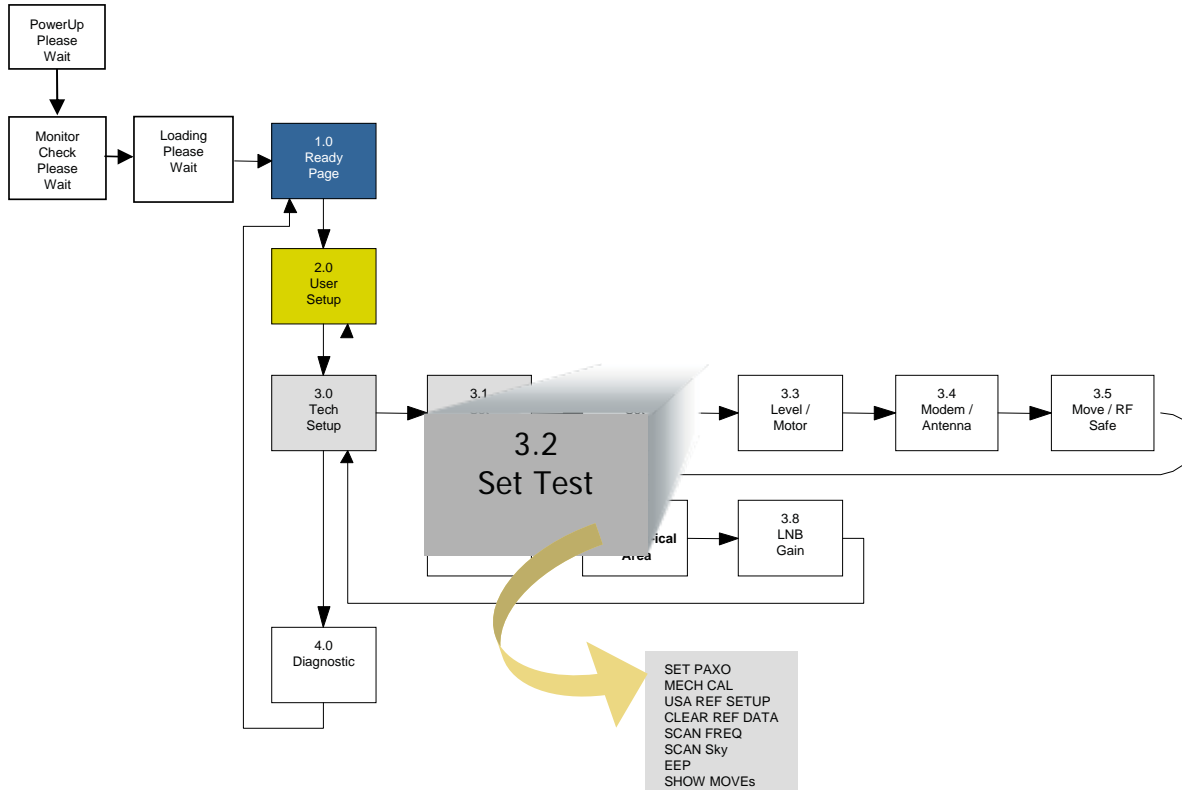 PowerUp
Please
Wait
Monitor
Check
Please
Wait
Loading
Please
Wait
1.0
Ready
Page
2.0
User
Setup
3.0
Tech
Setup
3.1
3.2
Set Test
3.3
Level /
Motor
3.4
Modem /
Antenna
3.5
Move / RF
Safe
Area
3.8
LNB
Gain
4.0
Diagnostic
SET PAXO
MECH CAL
USA REF SETUP
CLEAR REF DATA
SCAN FREQ
SCAN Sky
EEP
SHOW MOVEs